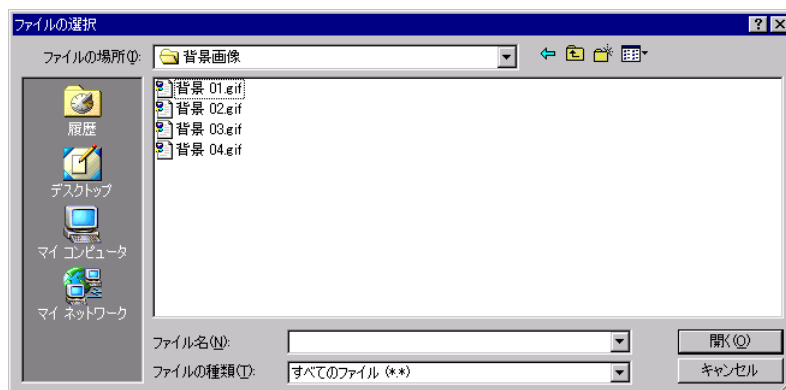 ファイルの選択
ファイルの場所(I):
背景画像
背景 01.gif
背景 02.gif
背景 03.gif
背景 04.gif
履歴
デスクトップ
マイ コンピュータ
マイ ネットワーク
ファイル名(N):
開く(O)
ファイルの種類(T):
すべてのファイル (*.*)
キャンセル